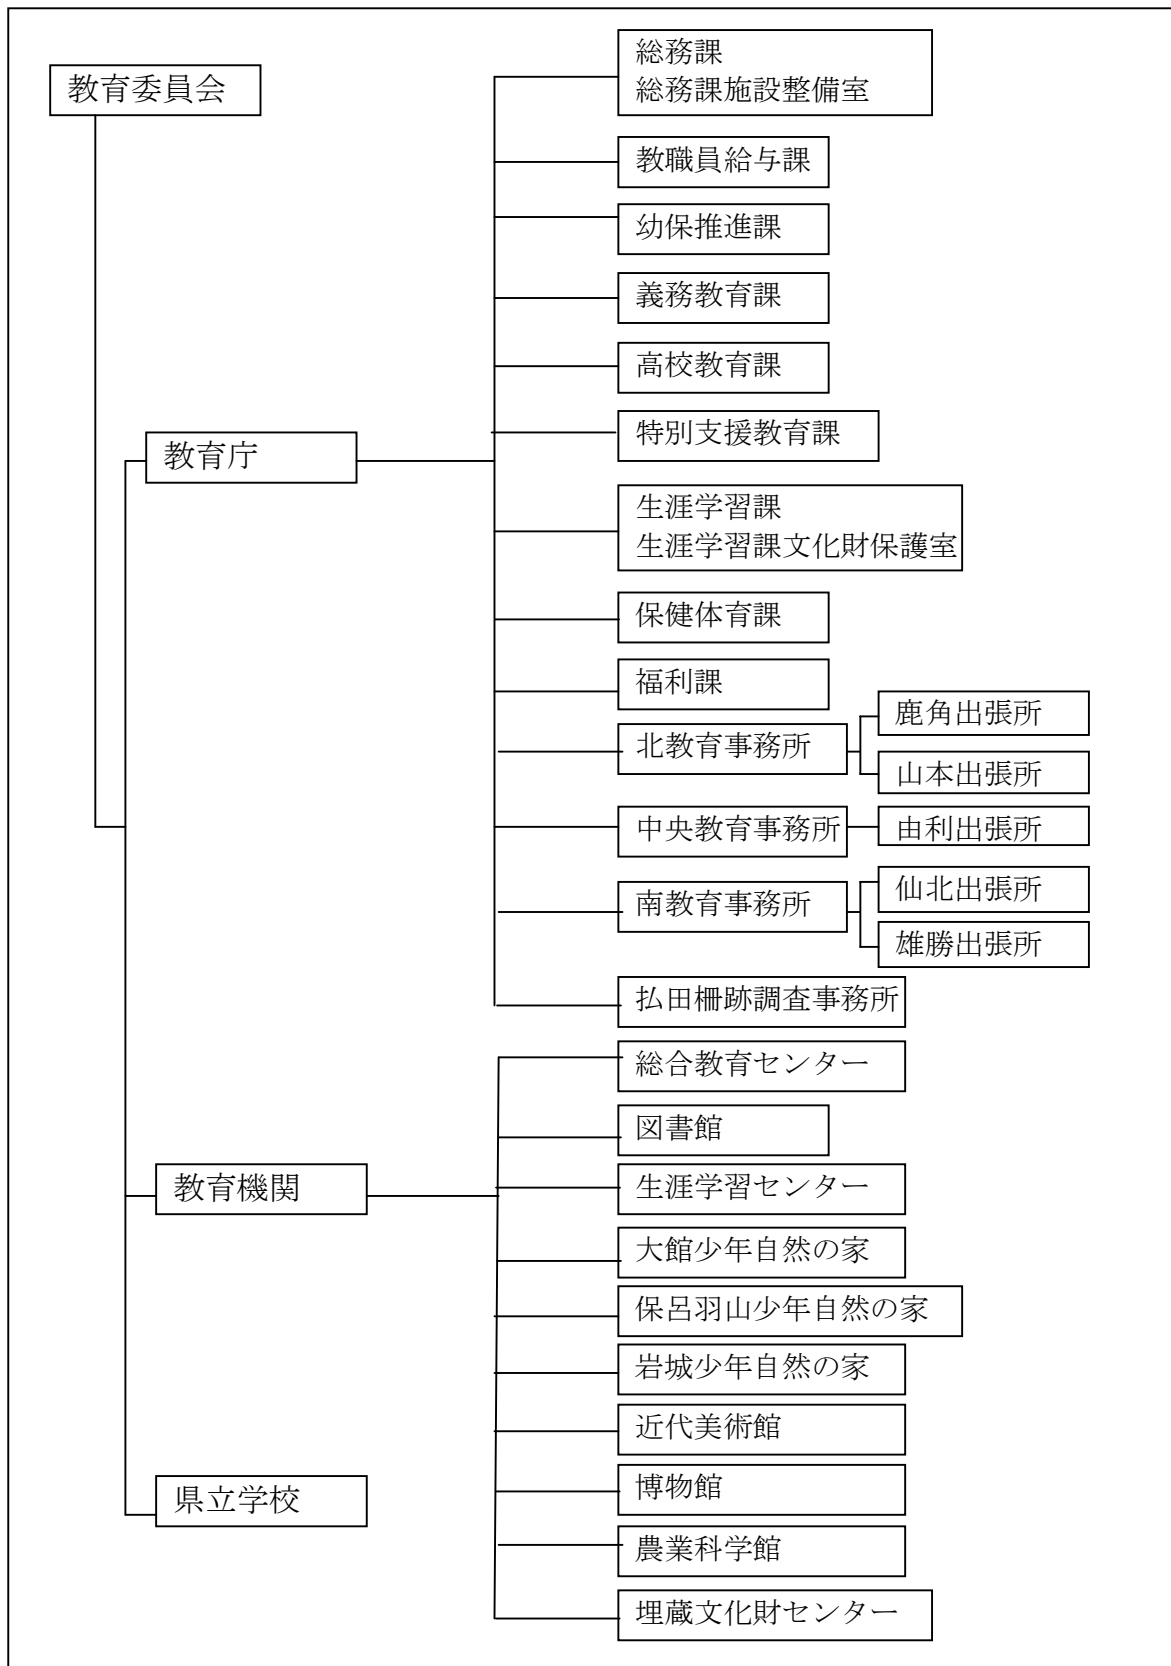 教育委員会
教育庁
総務課
総務課施設整備室
教職員給与課
幼保推進課
義務教育課
高校教育課
特別支援教育課
生涯学習課
生涯学習課文化財保護室
保健体育課
福利課
北教育事務所
鹿角出張所
山本出張所
中央教育事務所
由利出張所
南教育事務所
仙北出張所
雄勝出張所
払田柵跡調査事務所
教育機関
総合教育センター
図書館
生涯学習センター
大館少年自然の家
保呂羽山少年自然の家
岩城少年自然の家
近代美術館
博物館
農業科学館
埋蔵文化財センター
県立学校